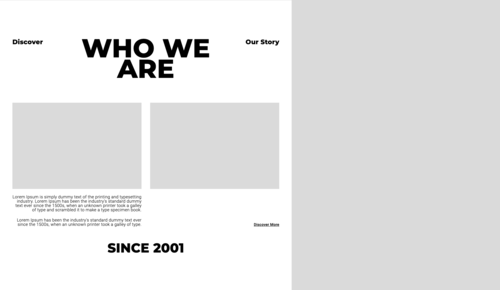 Discover
WHO WE
ARE
Our Story
Lorem Ipsum is simply dummy text of the printing and typesetting
industry. Lorem Ipsum has been the industry's standard dummy
text ever since the 1500s, when an unknown printer took a galley
of type and scrambled it to make a type specimen book.
Lorem Ipsum has been the industry's standard dummy text ever
since the 1500s, when an unknown printer took a galley of type.
Discover More
SINCE 2001